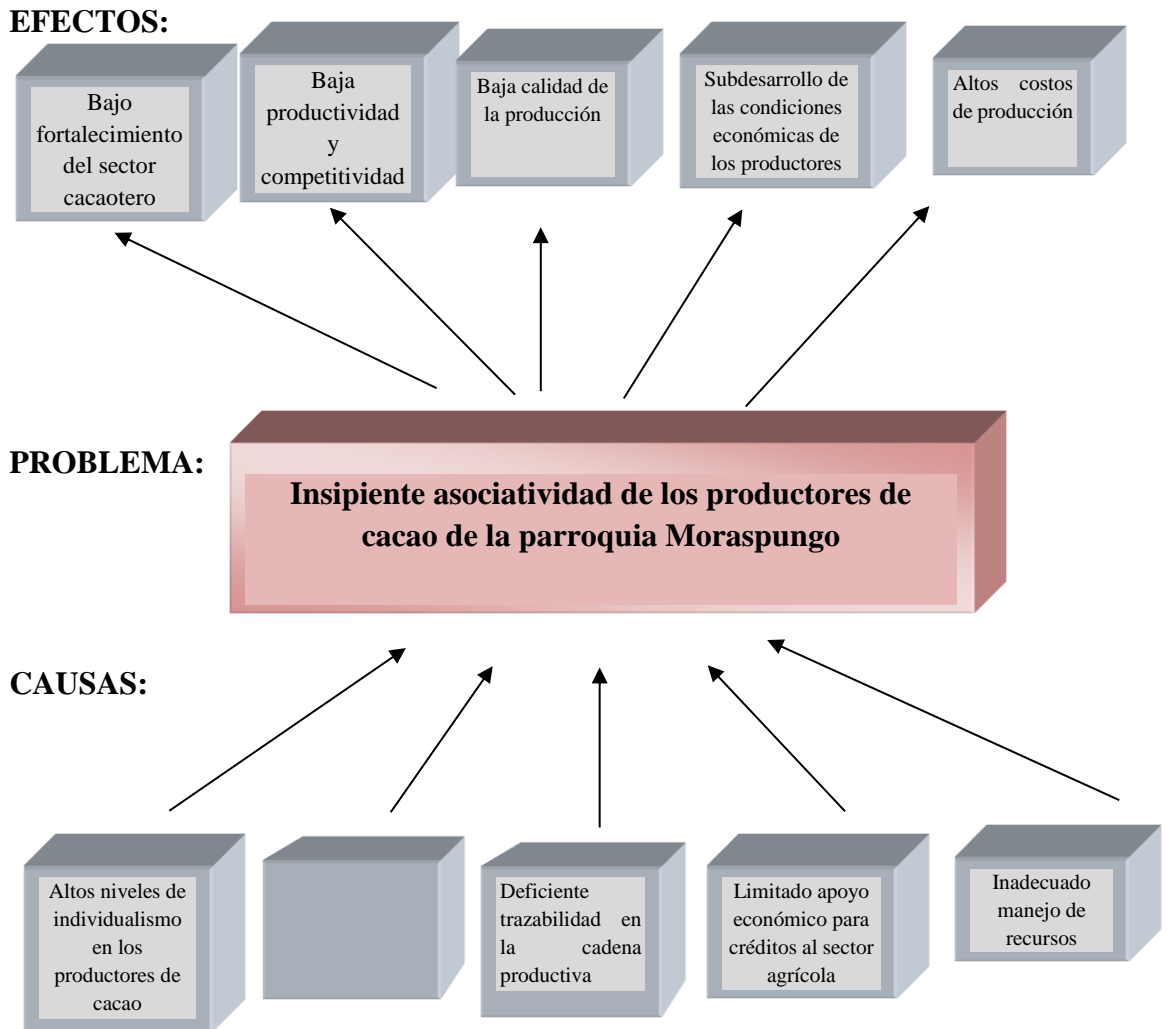 EFECTOS:
Bajo
fortalecimiento
del sector
cacaotero
Baja
productividad
y
competitividad
Baja calidad de
la producción
Subdesarrollo de
las condiciones
económicas de
los productores
Altos costos
de producción
PROBLEMA:
Insipiente asociatividad de los productores de
cacao de la parroquia Moraspungo
CAUSAS:
Altos niveles de
individualismo
en los
productores de
cacao
Deficiente
trazabilidad en
la cadena
productiva
Limitado apoyo
económico para
créditos al sector
agrícola
Inadecuado
manejo de
recursos